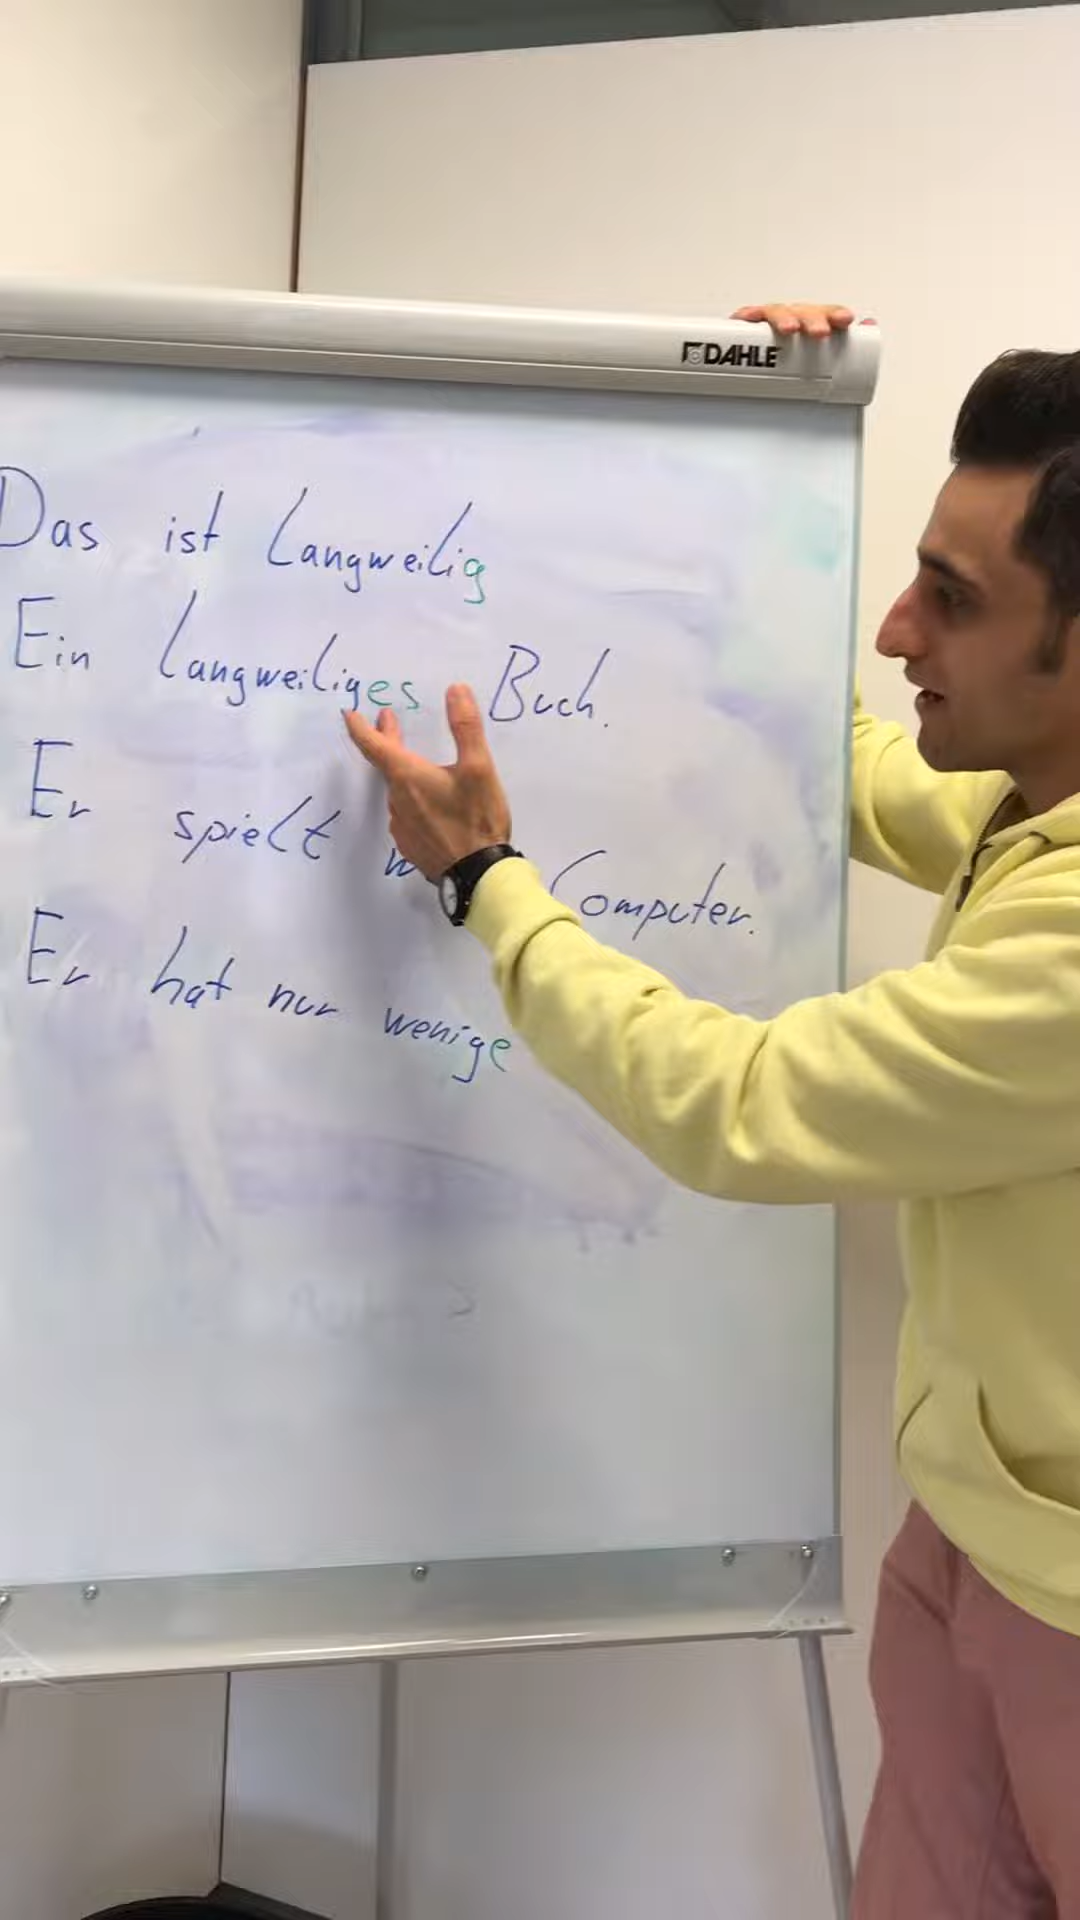 DAHLE
Das ist Langweilig
Ein Langweiliges Buch.
Er spielt Computer.
Er hat nur wenige